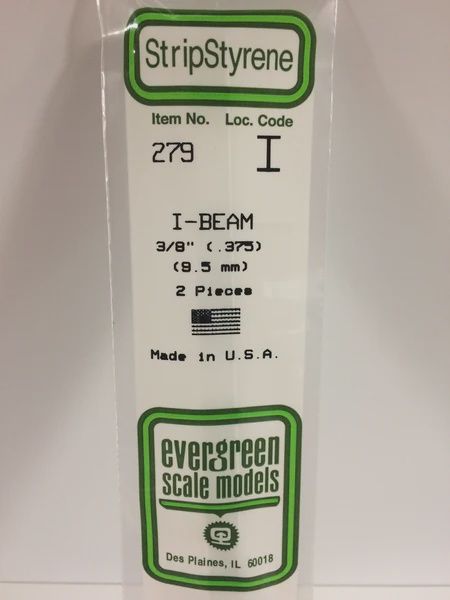 StripStyrene
Item No. Loc. Code
279 I
I-BEAM
3/8" (.375)
(9.5 mm)
2 Pieces
Made in U.S.A.
evergreen
scale models
Des Plaines, IL 60018